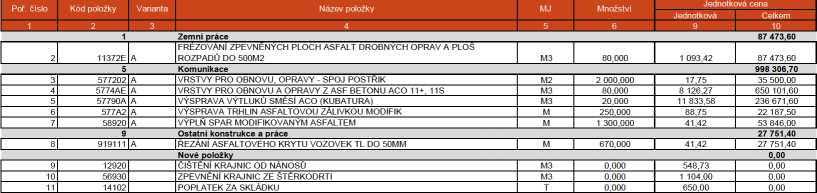 Poř. číslo Kód položky Varianta Název položky MJ Množství Jednotková cena
Jednotková Celkem
1 2 3 4 5 6 9 10
1 Zemní práce 87 473,60
2 11372E A FRÉZOVÁNÍ ZPEVNĚNÝCH PLOCH ASFALT DROBNÝCH OPRAV A PLOŠ
ROZPADŮ DO 500M2 M3 80,000 1 093,42 87 473,60
5 Komunikace 998 306,70
3 577202 A VRSTVY PRO OBNOVU, OPRAVY - SPOJ POSTŘIK M2 2 000,000 17,75 35 500,00
4 5774AE A VRSTVY PRO OBNOVU A OPRAVY Z ASF BETONU ACO 11+, 11S M3 80,000 8 126,27 650 101,60
5 57790A A VÝSPRAVA VÝTLUKŮ SMĚSÍ ACO (KUBATURA) M3 20,000 11 833,58 236 671,60
6 577A2 A VÝSPRAVA TRHLIN ASFALTOVOU ZÁLIVKOU MODIFIK M 250,000 88,75 22 187,50
7 58920 A VÝPLŇ SPAR MODIFIKOVANÝM ASFALTEM M 1 300,000 41,42 53 846,00
9 Ostatní konstrukce a práce 27 751,40
8 919111 A ŘEZÁNÍ ASFALTOVÉHO KRYTU VOZOVEK TL DO 50MM M 670,000 41,42 27 751,40
Nové položky 0,00
9 12920 ČIŠTĚNÍ KRAJNIC OD NÁNOSŮ M3 0,000 548,73 0,00
10 56930 ZPEVNĚNÍ KRAJNIC ZE ŠTĚRKODRTI M3 0,000 1 104,00 0,00
11 14102 POPLATEK ZA SKLÁDKU T 0,000 650,00 0,00